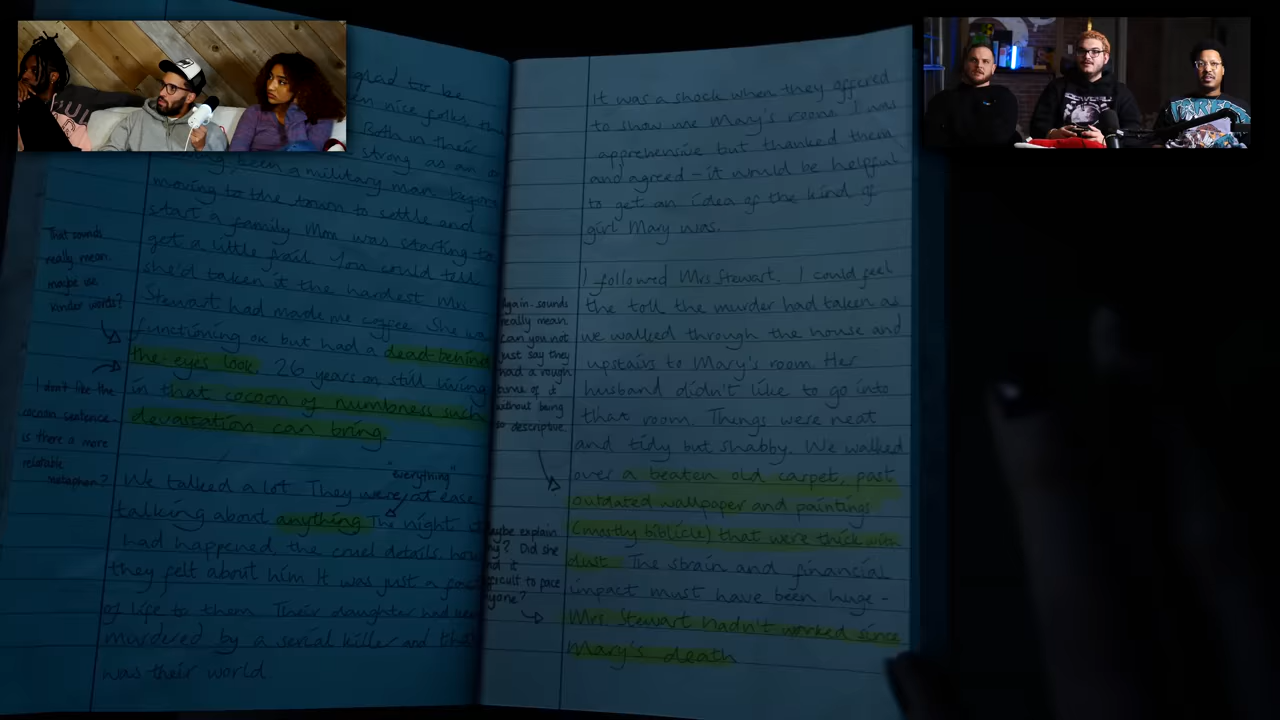 glad to be
nice folks, th
Both in their
strong as an o
being been a military man, before
moving to the town to settle and
start a family. Mom was starting to
get a little frail. You could tell
she'd taken it the hardest. Mrs
Stewart had made me coffee. She was
functioning ok but had a dead-behind
the-eyes look. 26 years on still living
in that cocoon of numbness such
devastation can bring.
We talked a lot. They were at ease
talking about anything. The night it
had happened, the cruel details, how
they felt about him. It was just a part
of life to them. Their daughter had been
murdered by a serial killer and this
was their world.
That sounds
really mean.
maybe use
kinder words?
I don't like the
cocoon sentence
is there a more
relatable
metaphor?
"everything"
It was a shock when they offered
to show me Mary's room. I was
apprehensive but thanked them
and agreed - it would be helpful
to get an idea of the kind of
girl Mary was.
I followed Mrs Stewart. I could feel
the toll the murder had taken as
we walked through the house and
upstairs to Mary's room. Her
husband didn't like to go into
that room. Things were neat
and tidy but shabby. We walked
over a beaten old carpet, past
outdated wallpaper and paintings
(mostly biblicle) that were thick with
dust. The strain and financial
impact must have been huge -
Mrs. Stewart hadn't worked since
Mary's death
Again - sounds
really mean.
Can you not
just say they
had a rough
time of it
without being
so descriptive.
maybe explain
? Did she
it
difficult to face
anyone?